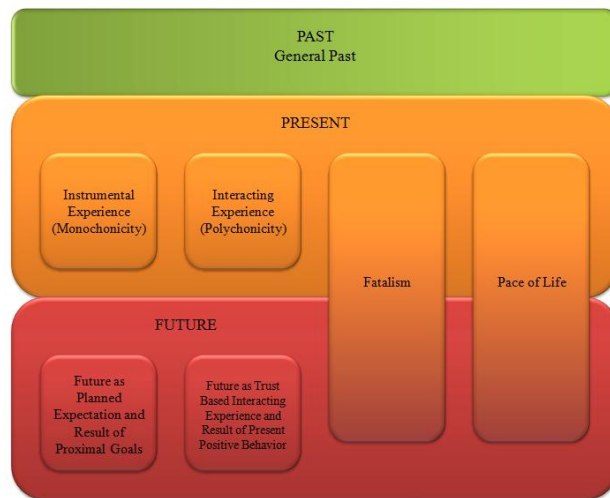 PAST
General Past
PRESENT
Instrumental
Experience
(Monochonicity)
Interacting
Experience
(Polychonicity)
Fatalism
Pace of Life
FUTURE
Future as
Planned
Expectation and
Result of
Proximal Goals
Future as Trust
Based Interacting
Experience and
Result of Present
Positive Behavior